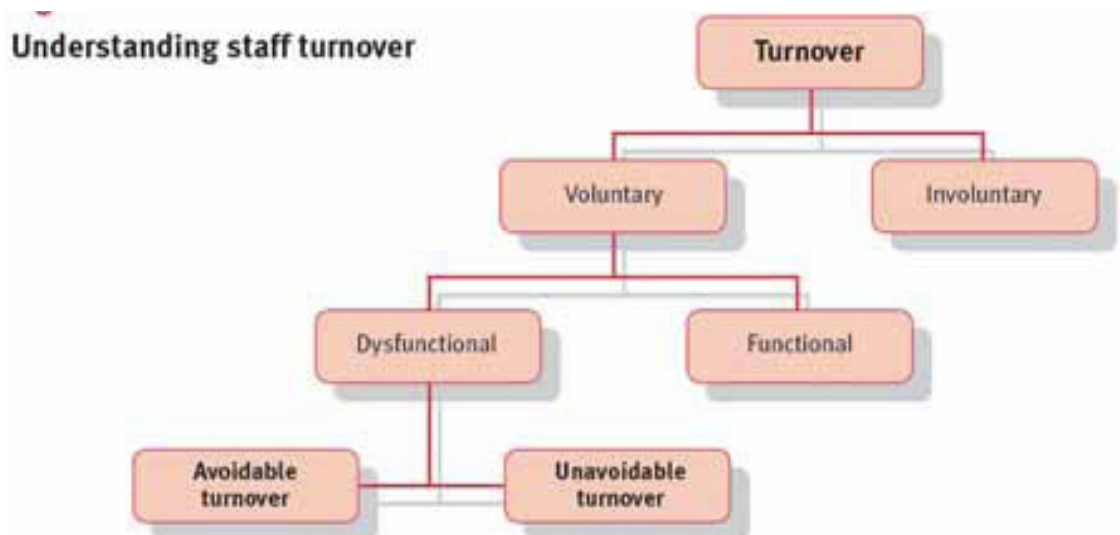 Understanding staff turnover
Turnover
Voluntary
Involuntary
Dysfunctional
Functional
Avoidable
turnover
Unavoidable
turnover